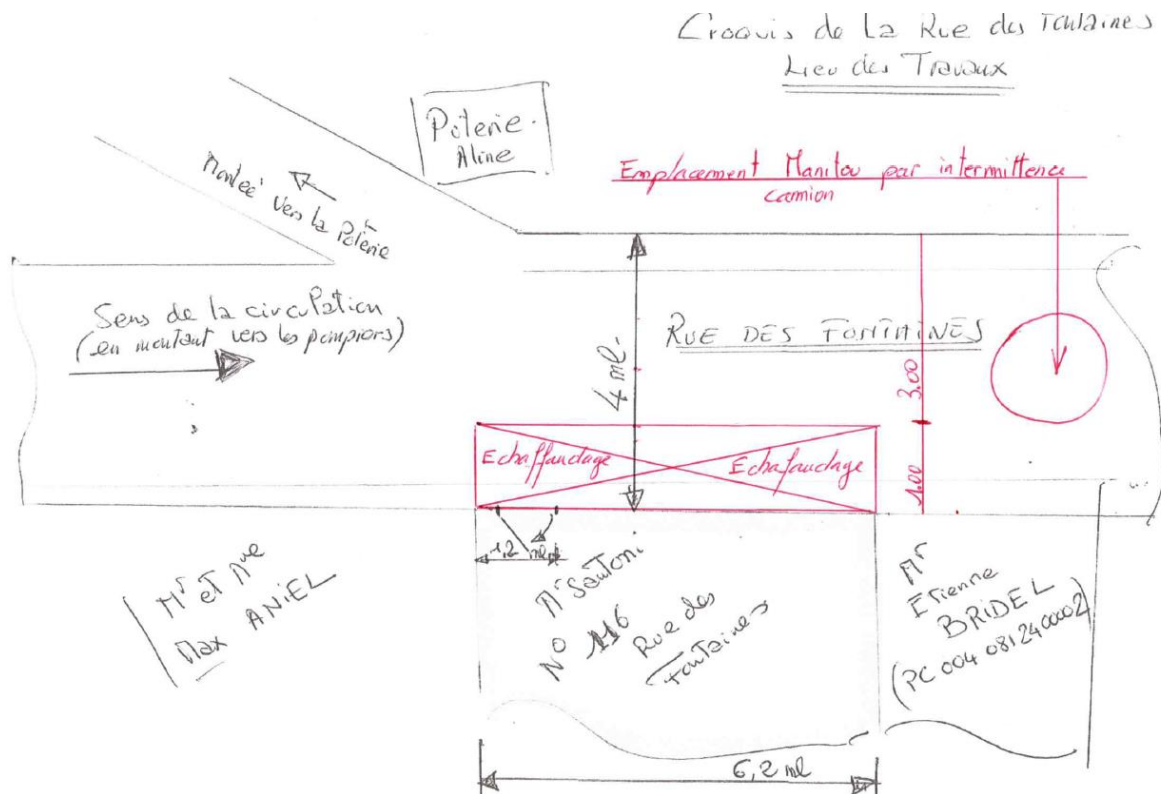 Croquis de La Rue des Fontaines
Lieu des Travaux
Poterie.
Aline
Emplacement Manitou par intermittence
camion
Montée vers la Poterie
Sens de la circulation
(en montant vers les pompiers)
RUE DES FONTAINES
4 ml.
3.00
1.00
Echaffaudage
Echafaudage
1,2 ml
Mr et Mme
Max ANIEL
Mr Santoni
N° 116
Rue des
Fontaines
Mr
Etienne
BRIDEL
(PC 004 081 24 0002)
6,2 ml